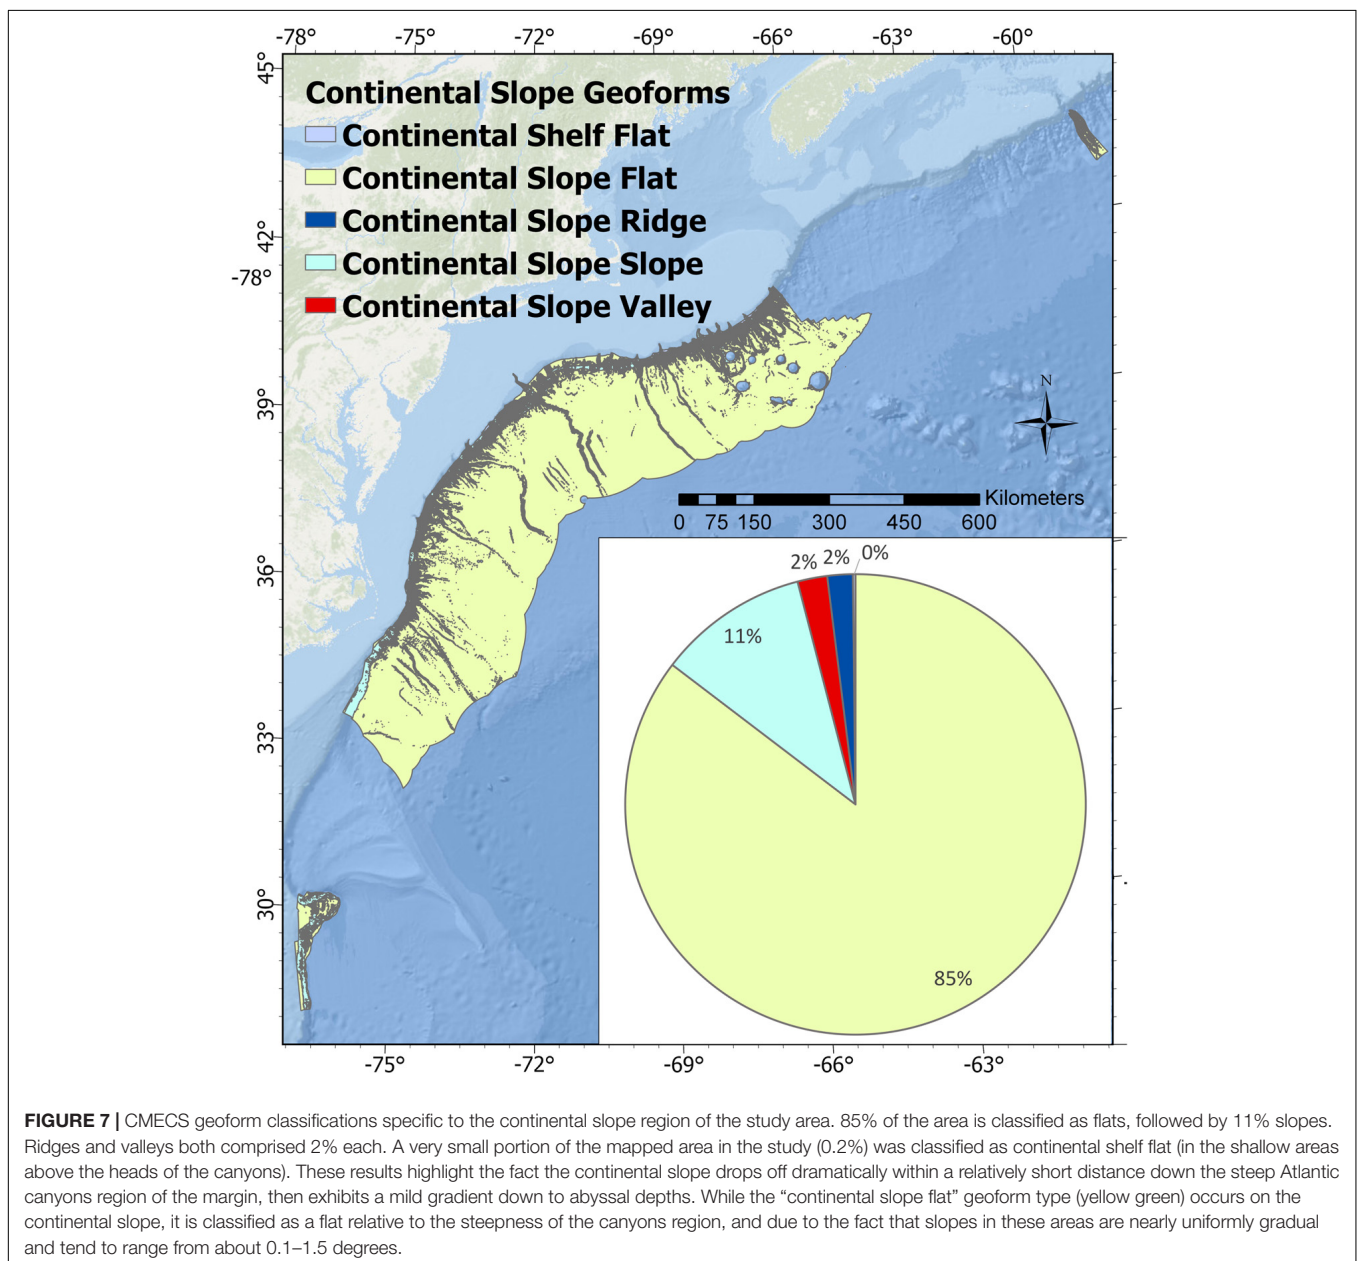 -78° -75° -72° -69° -66° -63° -60°
45°
42°
-78°
39°
36°
33°
30°
Continental Slope Geoforms
Continental Shelf Flat
Continental Slope Flat
Continental Slope Ridge
Continental Slope Slope
Continental Slope Valley
N
Kilometers
0 75 150 300 450 600
2% 2% 0%
11%
85%
-75° -72° -69° -66° -63°
FIGURE 7 | CMECS geoform classifications specific to the continental slope region of the study area. 85% of the area is classified as flats, followed by 11% slopes.
Ridges and valleys both comprised 2% each. A very small portion of the mapped area in the study (0.2%) was classified as continental shelf flat (in the shallow areas
above the heads of the canyons). These results highlight the fact the continental slope drops off dramatically within a relatively short distance down the steep Atlantic
canyons region of the margin, then exhibits a mild gradient down to abyssal depths. While the “continental slope flat” geoform type (yellow green) occurs on the
continental slope, it is classified as a flat relative to the steepness of the canyons region, and due to the fact that slopes in these areas are nearly uniformly gradual
and tend to range from about 0.1–1.5 degrees.